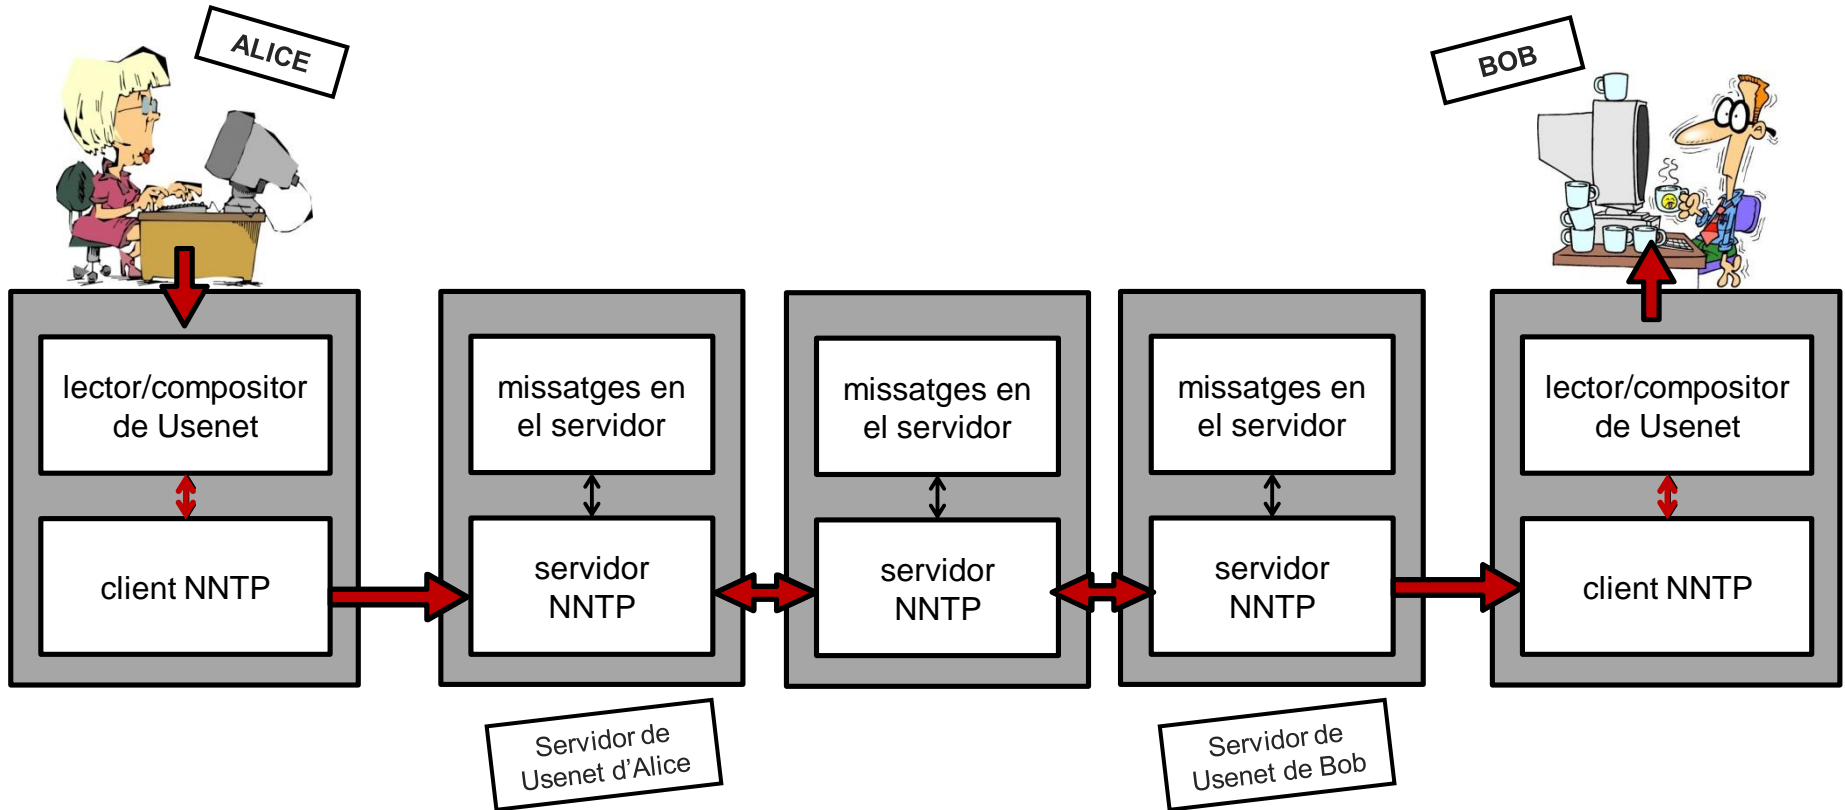 ALICE
BOB
lector/compositor
de Usenet
missatges en
el servidor
missatges en
el servidor
missatges en
el servidor
lector/compositor
de Usenet
client NNTP
servidor
NNTP
servidor
NNTP
servidor
NNTP
client NNTP
Servidor de
Usenet d’Alice
Servidor de
Usenet de Bob